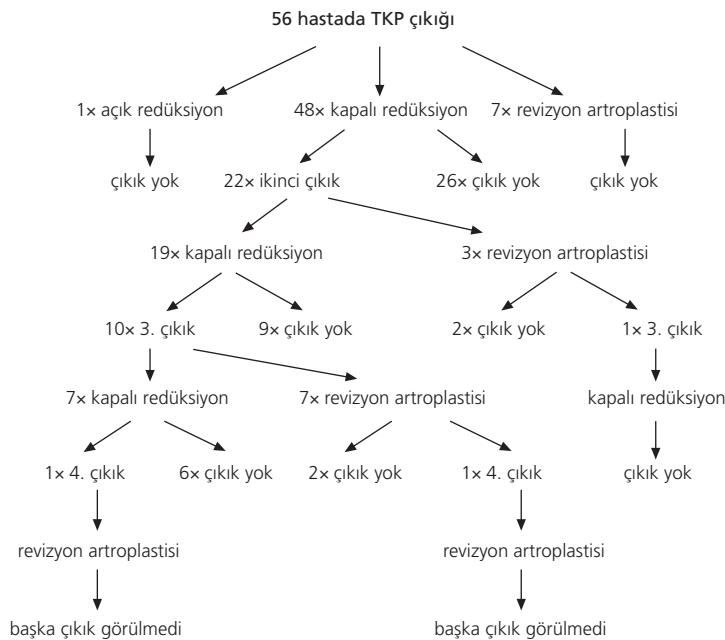 56 hastada TKP çıkığı
1× açık redüksiyon 48× kapalı redüksiyon 7× revizyon artroplastisi
çıkık yok 22× ikinci çıkık 26× çıkık yok çıkık yok
19× kapalı redüksiyon 3× revizyon artroplastisi
10× 3. çıkık 9× çıkık yok 2× çıkık yok 1× 3. çıkık
7× kapalı redüksiyon 7× revizyon artroplastisi kapalı redüksiyon
1× 4. çıkık 6× çıkık yok 2× çıkık yok 1× 4. çıkık çıkık yok
revizyon artroplastisi revizyon artroplastisi
başka çıkık görülmedi başka çıkık görülmedi